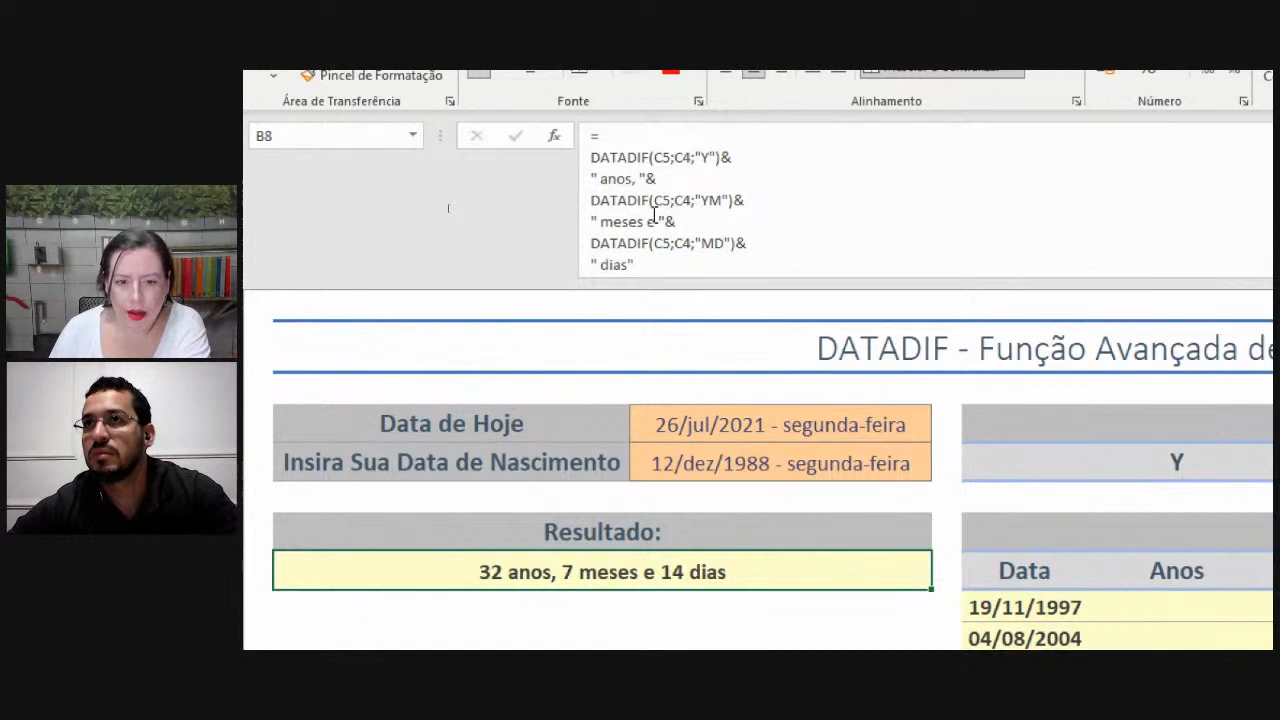 Pincel de Formatação
Área de Transferência
Fonte
Alinhamento
Número
B8
fx
=
DATADIF(C5;C4;"Y")&
" anos, "&
DATADIF(C5;C4;"YM")&
" meses e "&
DATADIF(C5;C4;"MD")&
" dias"
DATADIF - Função Avançada de
Data de Hoje
26/jul/2021 - segunda-feira
Insira Sua Data de Nascimento
12/dez/1988 - segunda-feira
Y
Resultado:
32 anos, 7 meses e 14 dias
Data
Anos
19/11/1997
04/08/2004